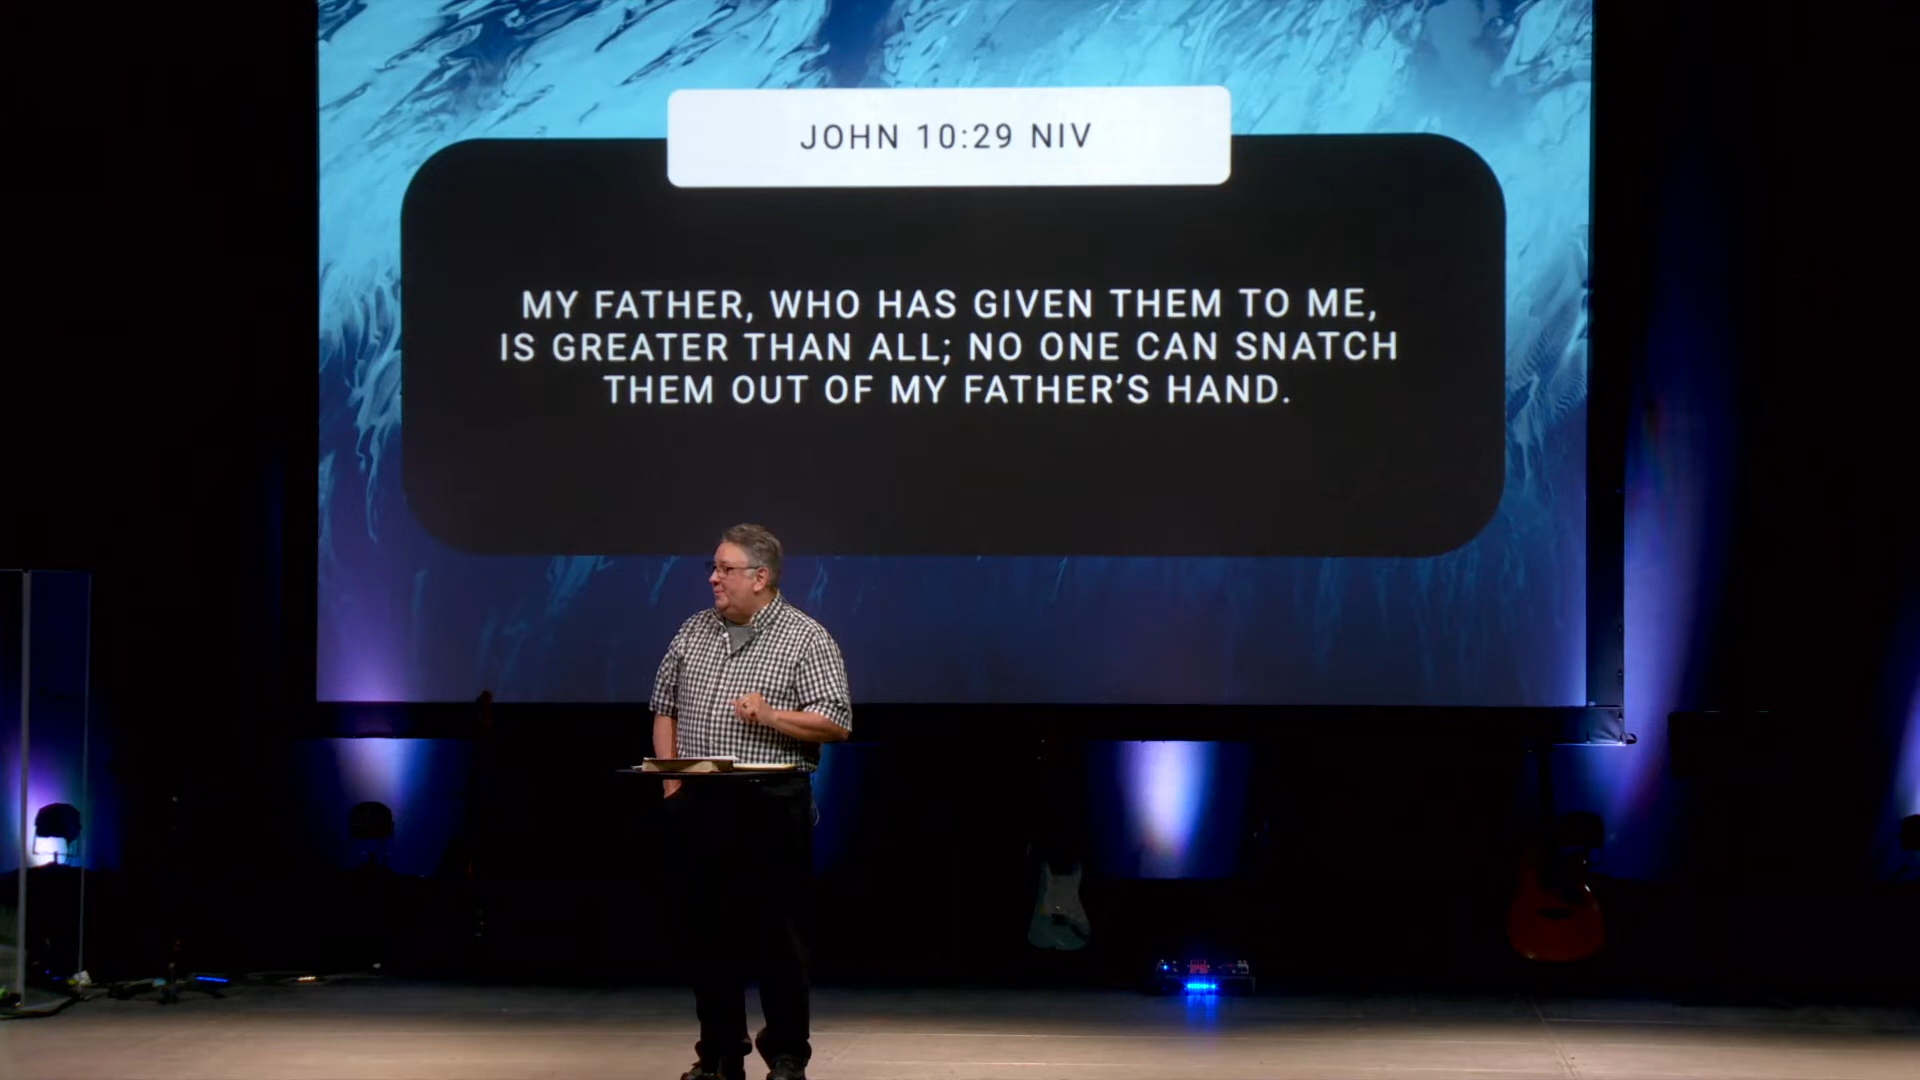 JOHN 10:29 NIV
MY FATHER, WHO HAS GIVEN THEM TO ME,
IS GREATER THAN ALL; NO ONE CAN SNATCH
THEM OUT OF MY FATHER’S HAND.